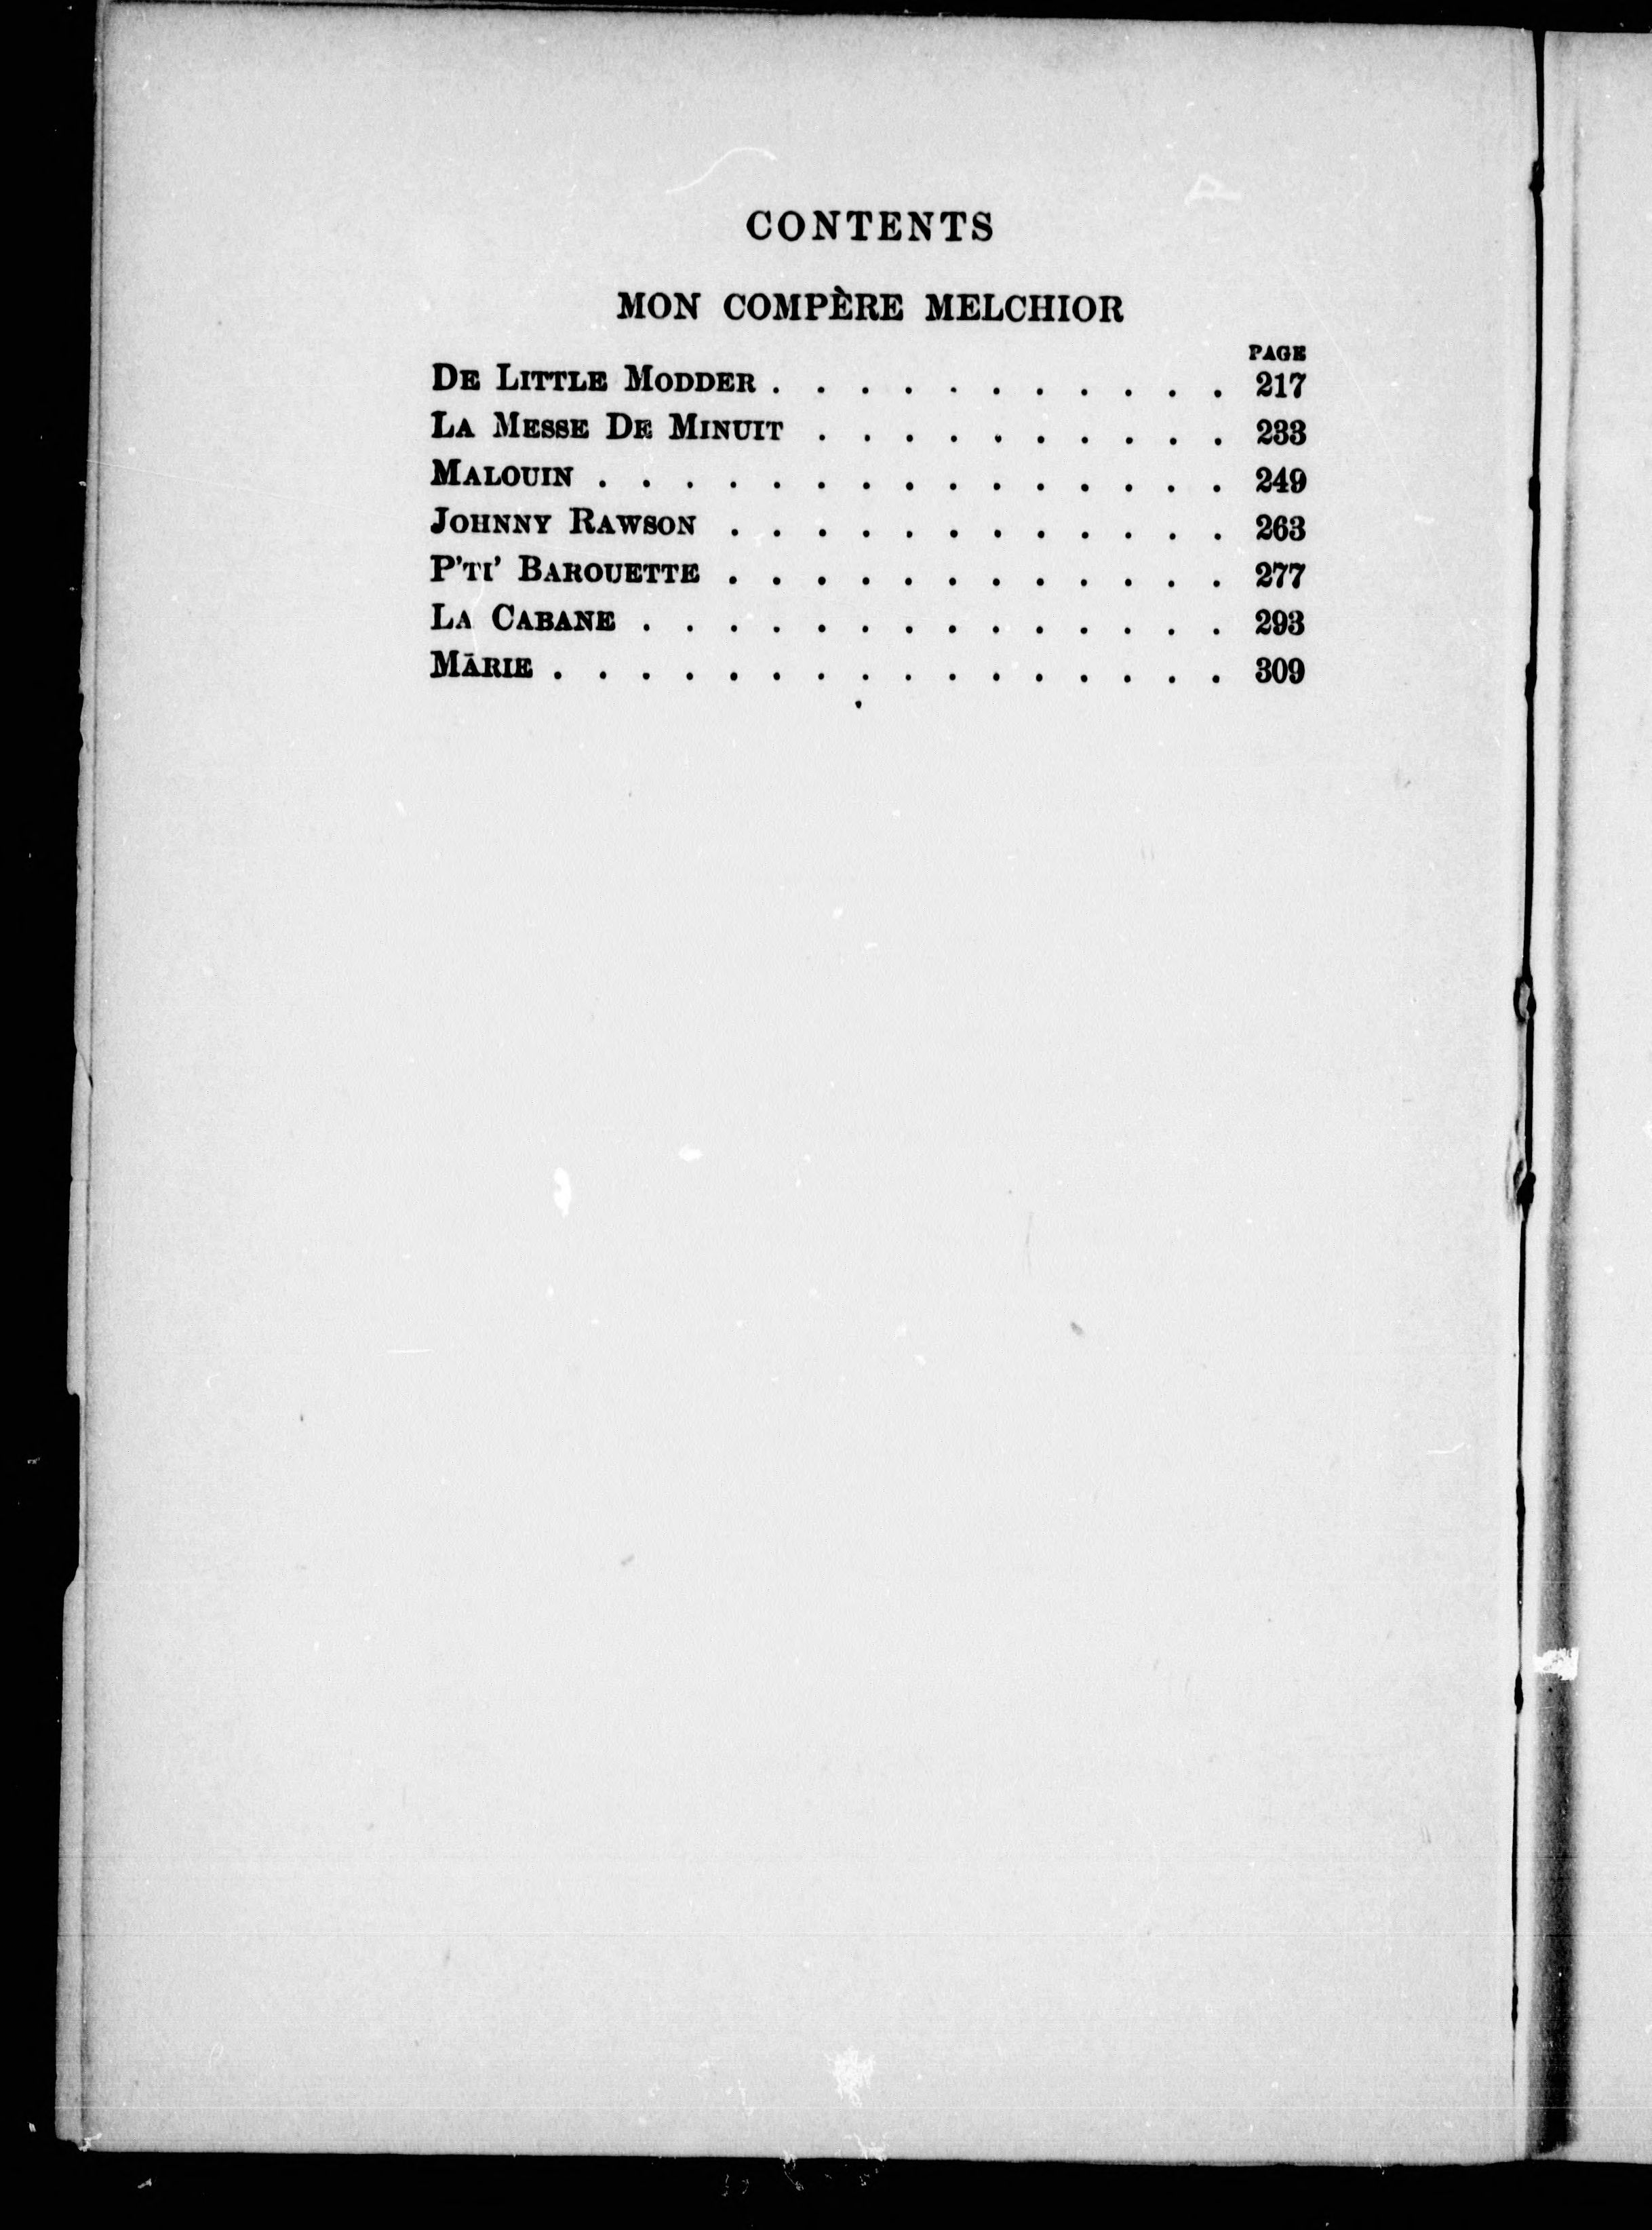 CONTENTS
MON COMPÈRE MELCHIOR
PAGE
DE LITTLE MODDER . . . . . . . . . . . 217
LA MESSE DE MINUIT . . . . . . . . . . 233
MALOUIN . . . . . . . . . . . . . . . 249
JOHNNY RAWSON . . . . . . . . . . . . 263
P'TI' BAROUETTE . . . . . . . . . . . . 277
LA CABANE . . . . . . . . . . . . . . 293
MĀRIE . . . . . . . . . . . . . . . . 309